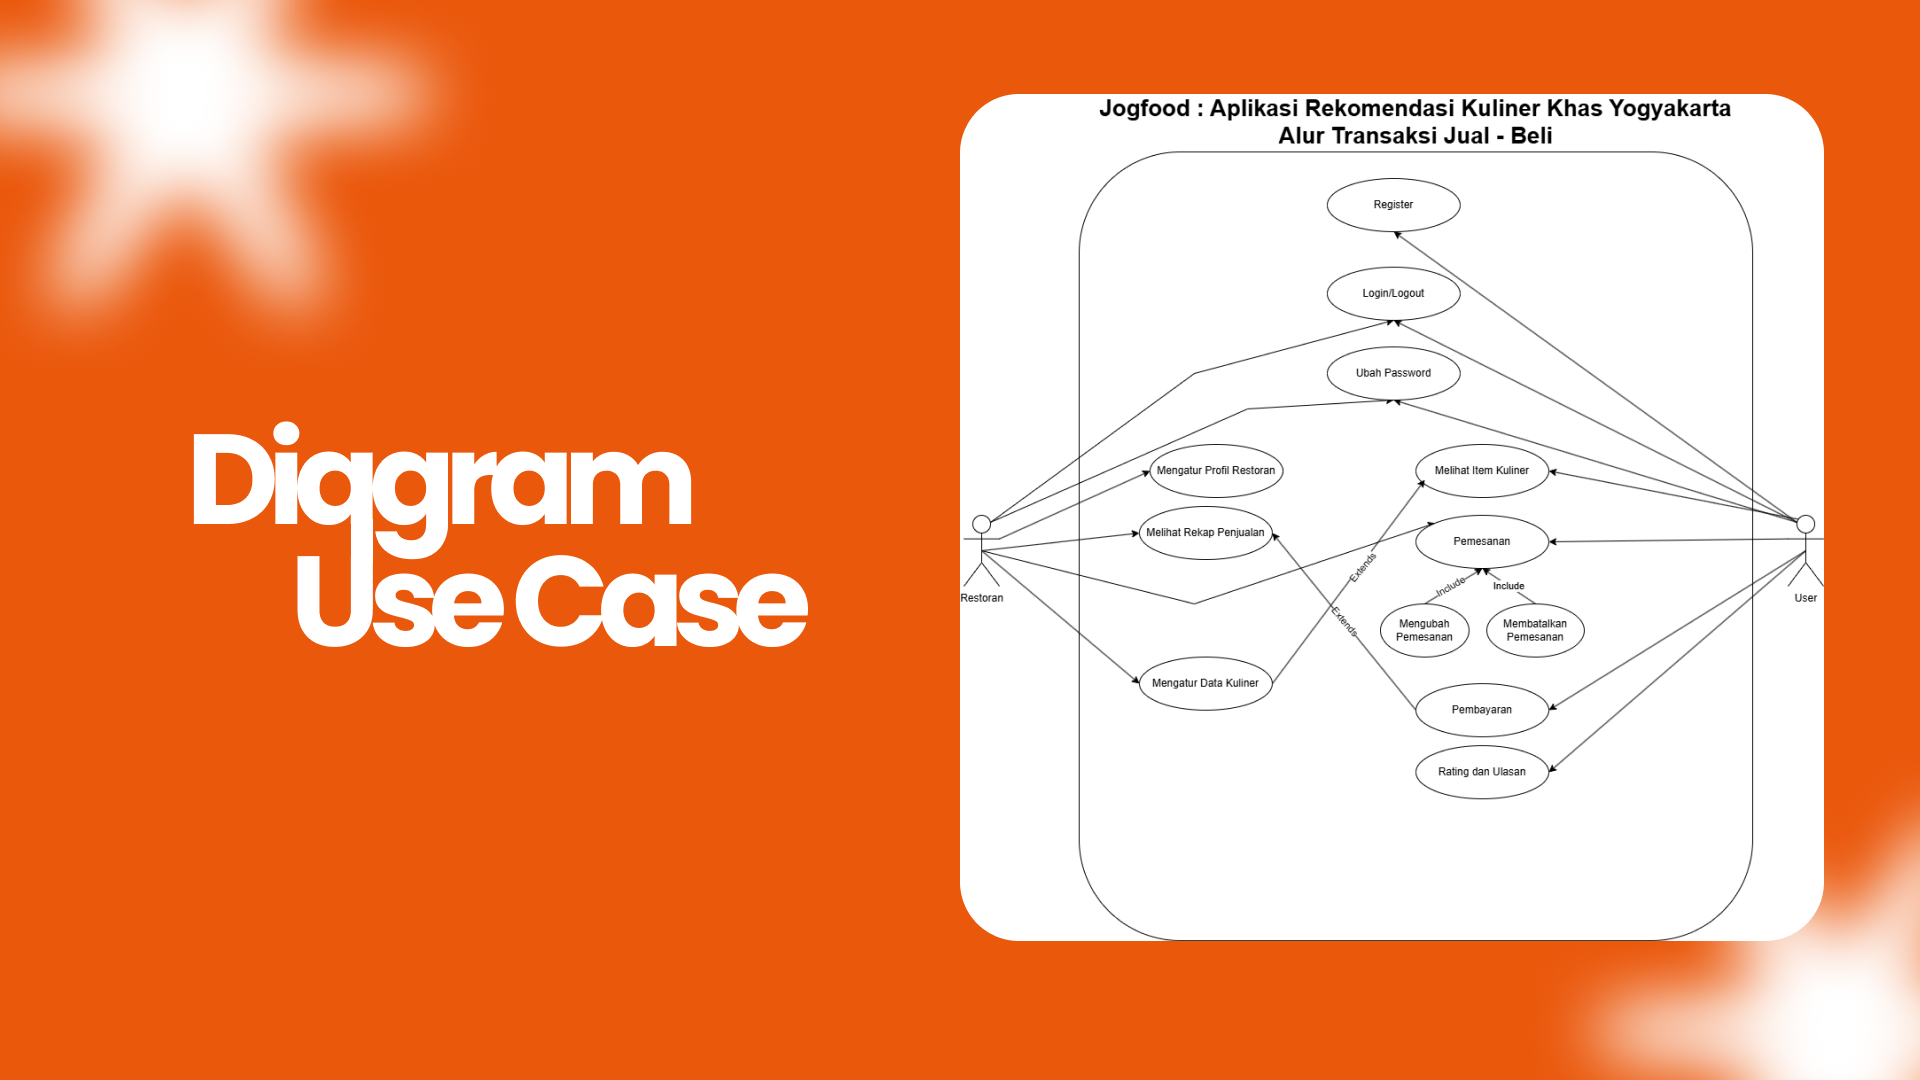 Diagram
Use Case
Jogfood : Aplikasi Rekomendasi Kuliner Khas Yogyakarta
Alur Transaksi Jual - Beli
Register
Login/Logout
Ubah Password
Mengatur Profil Restoran
Melihat Item Kuliner
Melihat Rekap Penjualan
Pemesanan
Extends
Include
Include
Restoran
User
Extends
Mengubah
Pemesanan
Membatalkan
Pemesanan
Mengatur Data Kuliner
Pembayaran
Rating dan Ulasan